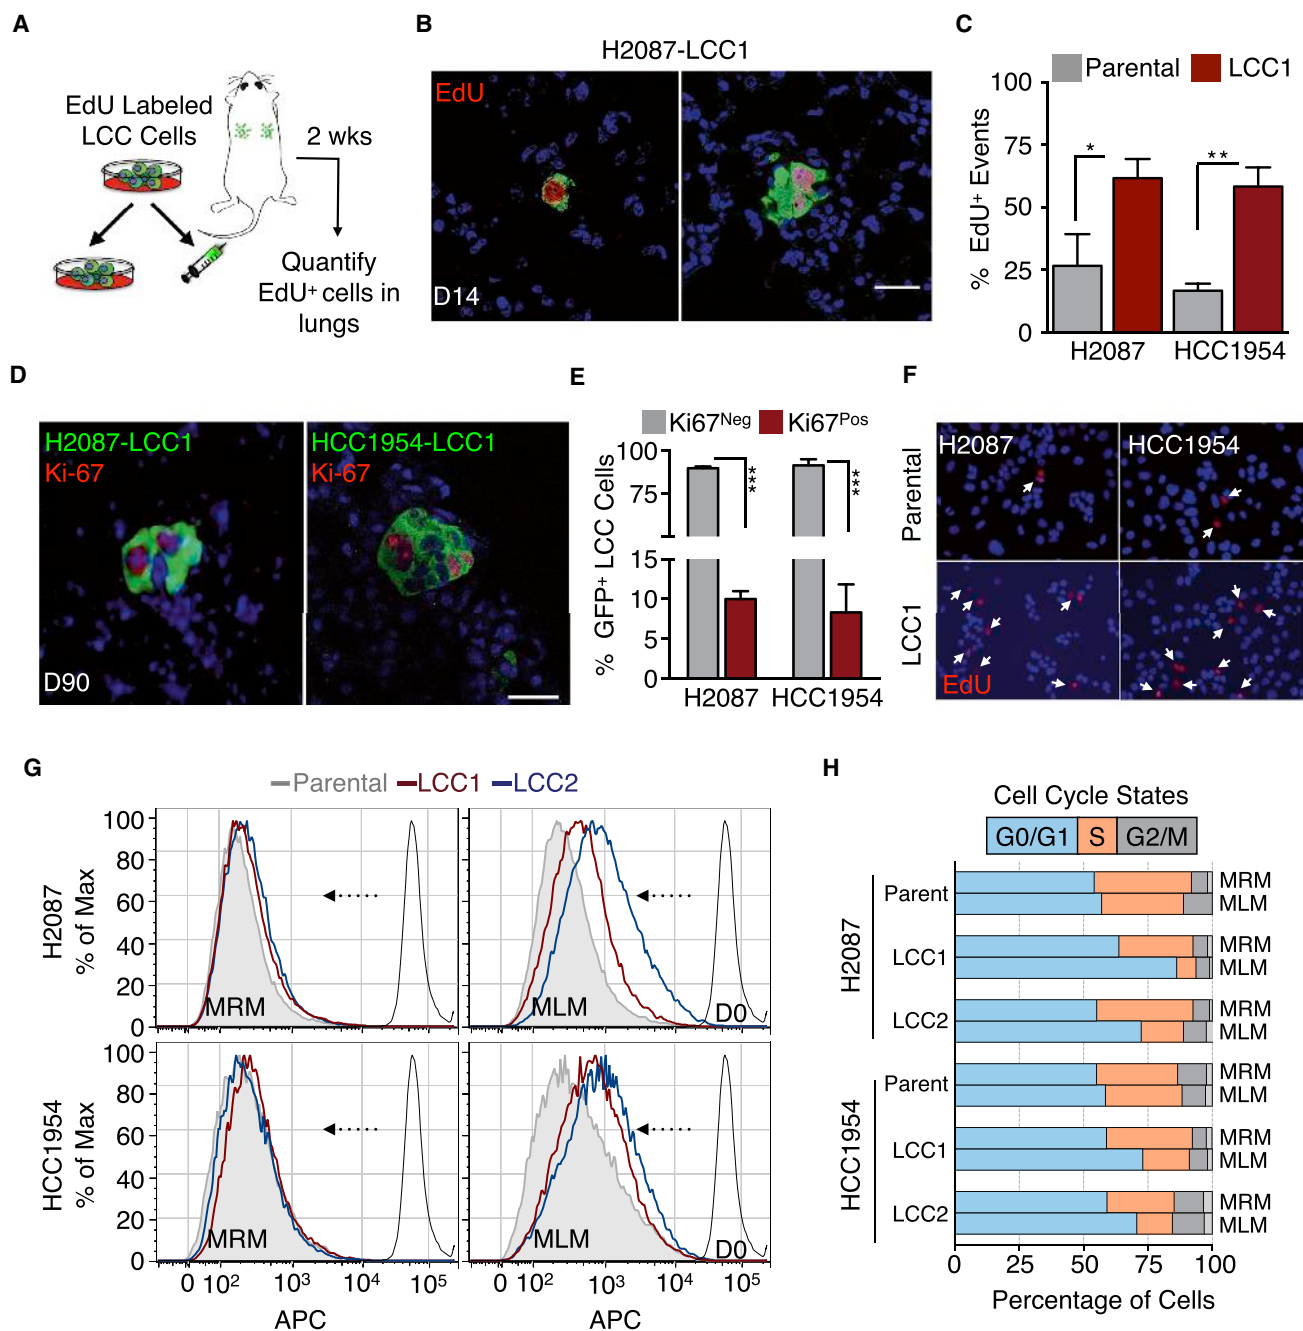 A
EdU Labeled
LCC Cells
2 wks
Quantify
EdU⁺ cells in
lungs
B
H2087-LCC1
EdU
D14
C
Parental LCC1
% EdU⁺ Events
100
75
50
25
0
*
**
H2087 HCC1954
D
H2087-LCC1
Ki-67
D90
HCC1954-LCC1
Ki-67
E
Ki67Neg Ki67Pos
% GFP⁺ LCC Cells
100
75
15
10
5
0
***
***
H2087 HCC1954
F
H2087 HCC1954
Parental
LCC1
EdU
G
Parental LCC1 LCC2
H2087
% of Max
100
80
60
40
20
0
MRM
MLM
D0
HCC1954
% of Max
100
80
60
40
20
0
MRM
MLM
D0
0 10² 10³ 10⁴ 10⁵
0 10² 10³ 10⁴ 10⁵
APC
APC
H
Cell Cycle States
G0/G1 S G2/M
H2087
Parent
MRM
MLM
LCC1
MRM
MLM
LCC2
MRM
MLM
HCC1954
Parent
MRM
MLM
LCC1
MRM
MLM
LCC2
MRM
MLM
0 25 50 75 100
Percentage of Cells